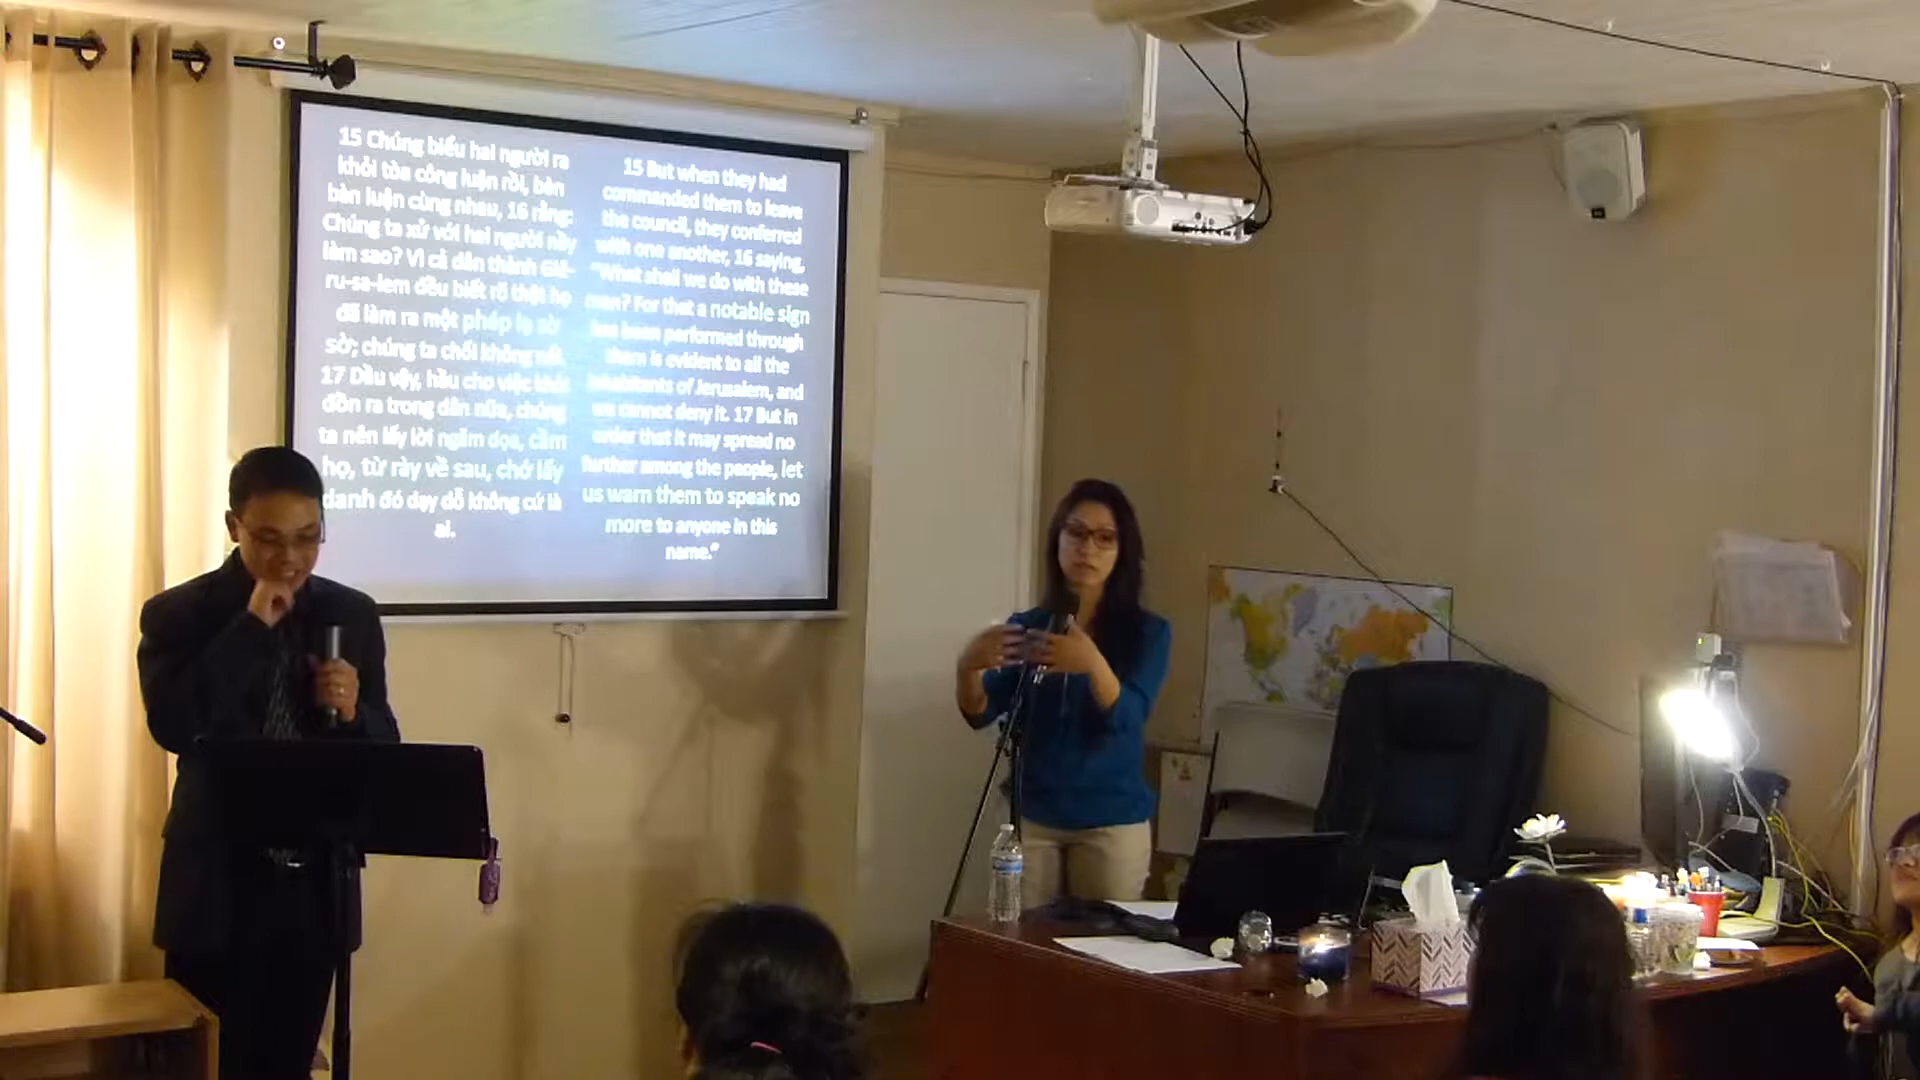 15 Chúng biểu hai người ra
khỏi tòa công luận rồi, bèn
bàn luận cùng nhau, 16 rằng:
Chúng ta xử với hai người nầy
làm sao? Vì cả dân thành Giê-
ru-sa-lem đều biết rõ thật họ
đã làm ra một phép lạ sờ
sờ; chúng ta chối không nổi.
17 Dầu vậy, hầu cho việc khỏi
đồn ra trong dân nữa, chúng
ta nên lấy lời ngăm dọa, cấm
họ, từ rày về sau, chớ lấy
danh đó dạy dỗ không cứ là
ai.
15 But when they had
commanded them to leave
the council, they conferred
with one another, 16 saying,
"What shall we do with these
men? For that a notable sign
has been performed through
them is evident to all the
inhabitants of Jerusalem, and
we cannot deny it. 17 But in
order that it may spread no
further among the people, let
us warn them to speak no
more to anyone in this
name."